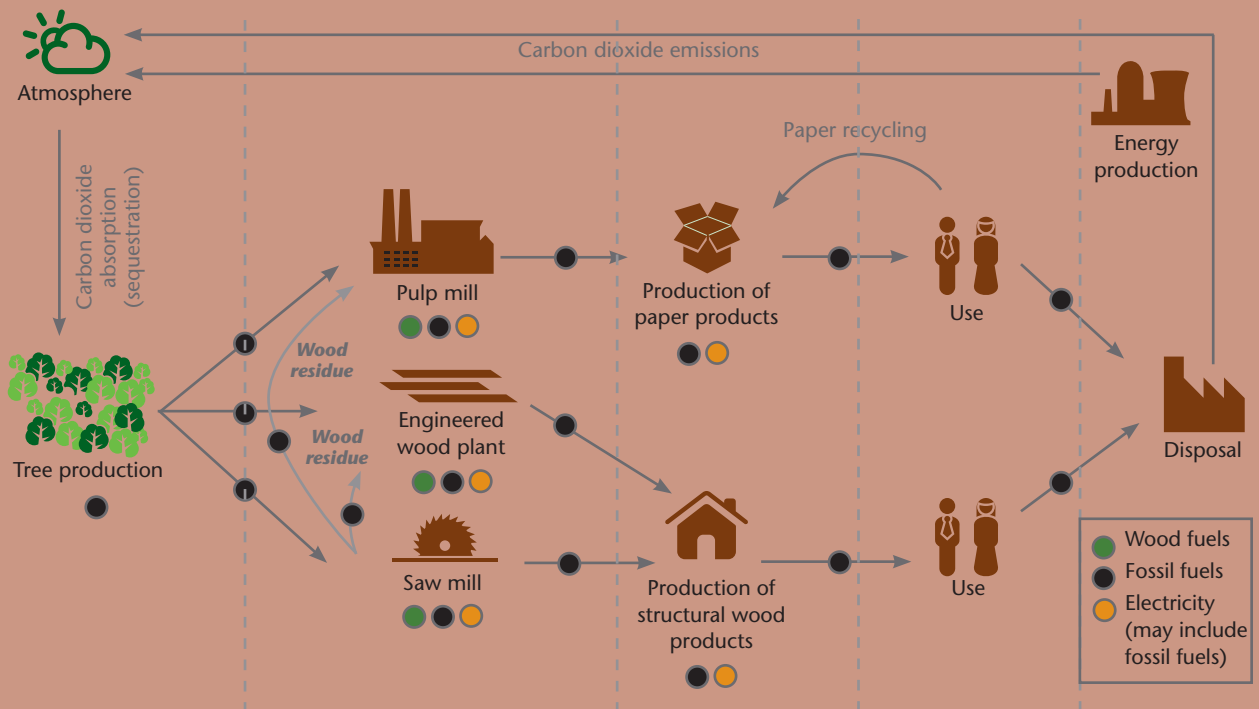 Carbon dioxide emissions
Atmosphere
Carbon dioxide
absorption
(sequestration)
Tree production
Pulp mill
Wood
residue
Engineered
wood plant
Wood
residue
Saw mill
Paper recycling
Production of
paper products
Production of
structural wood
products
Use
Use
Energy
production
Disposal
Wood fuels
Fossil fuels
Electricity
(may include
fossil fuels)